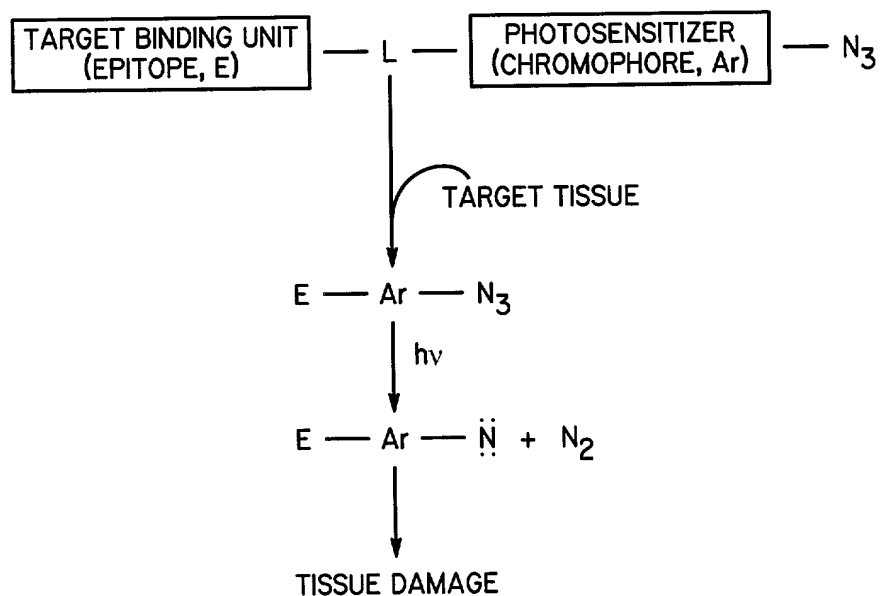 TARGET BINDING UNIT
(EPITOPE, E)
— L —
PHOTOSENSITIZER
(CHROMOPHORE, Ar)
— N3
TARGET TISSUE
E — Ar — N3
hν
E — Ar — N̤̈ + N2
TISSUE DAMAGE